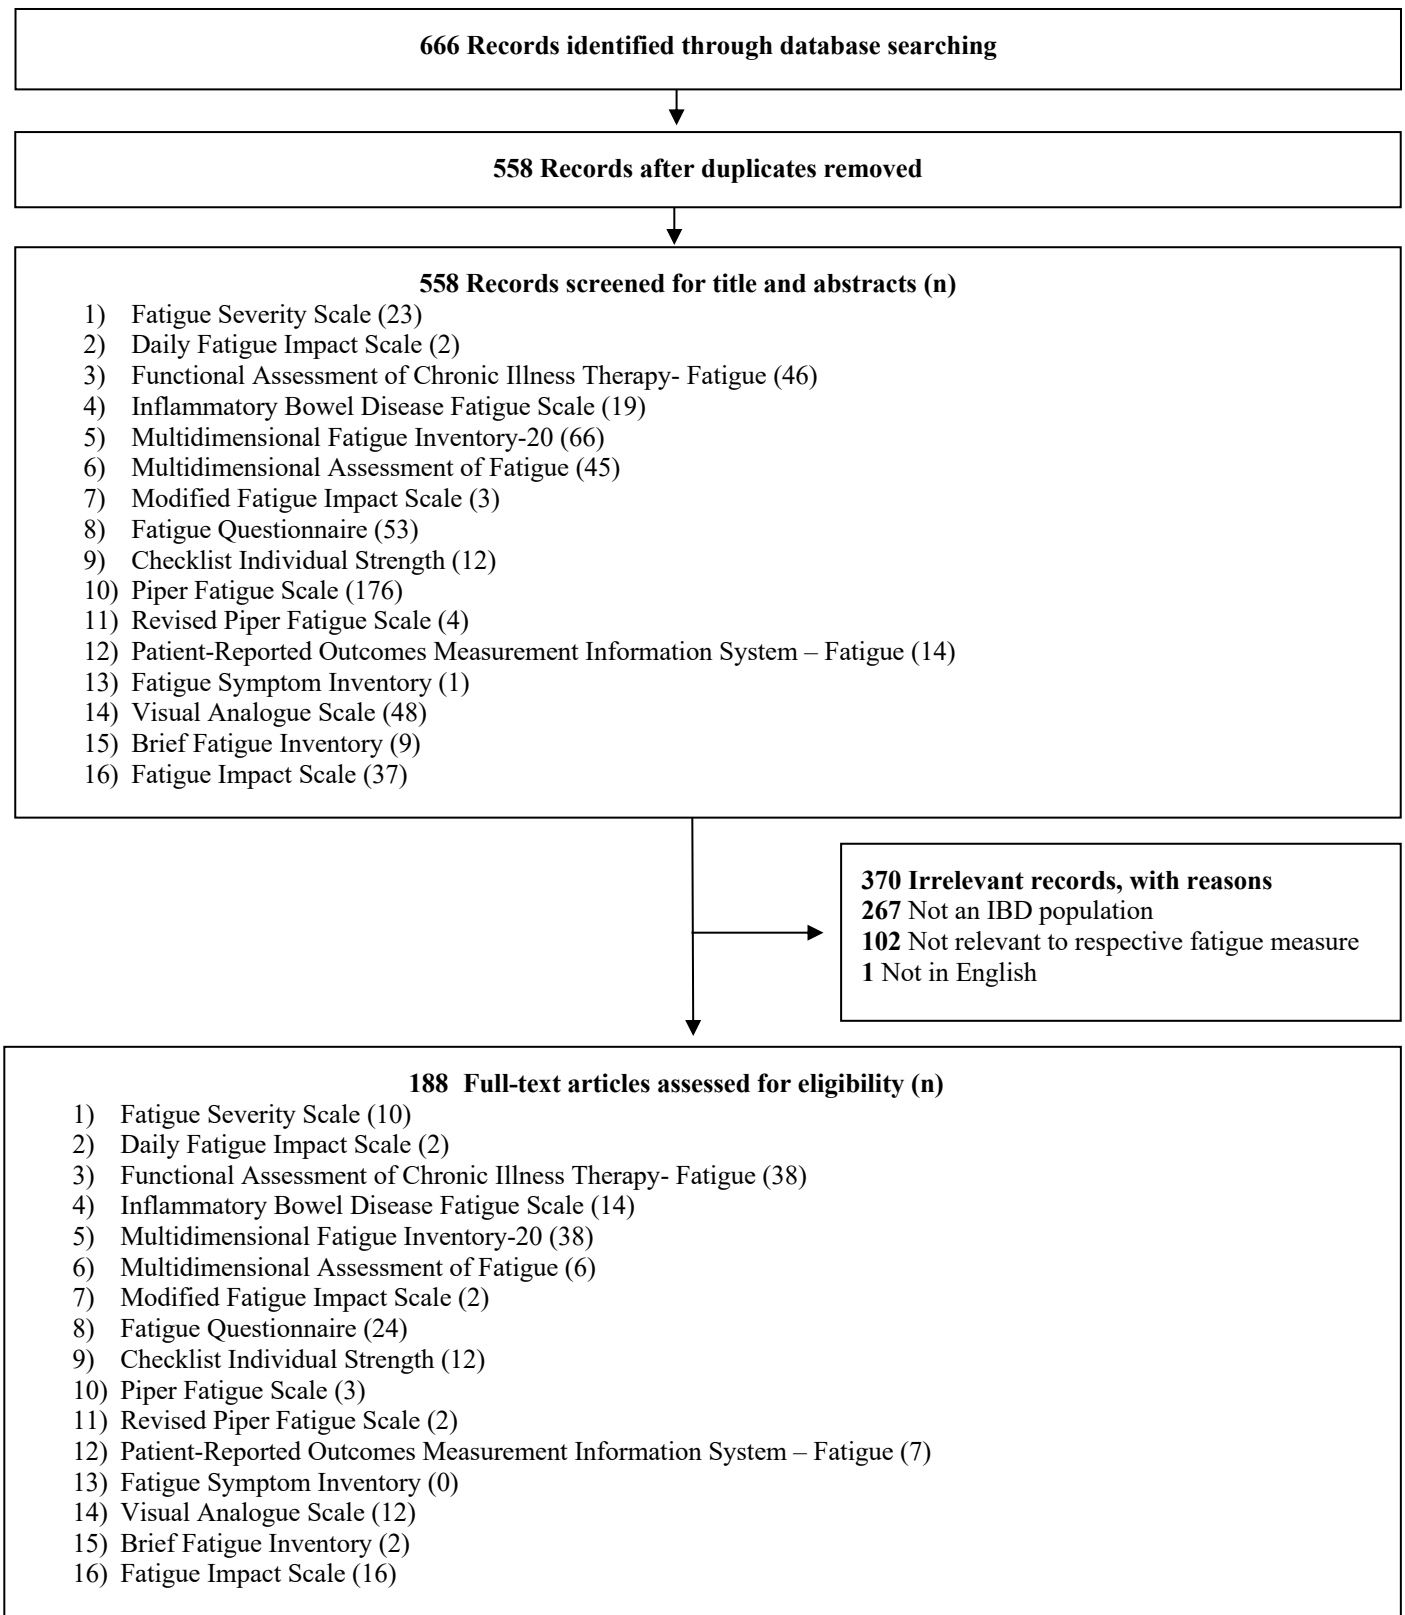 666 Records identified through database searching
558 Records after duplicates removed
558 Records screened for title and abstracts (n)
1) Fatigue Severity Scale (23)
2) Daily Fatigue Impact Scale (2)
3) Functional Assessment of Chronic Illness Therapy- Fatigue (46)
4) Inflammatory Bowel Disease Fatigue Scale (19)
5) Multidimensional Fatigue Inventory-20 (66)
6) Multidimensional Assessment of Fatigue (45)
7) Modified Fatigue Impact Scale (3)
8) Fatigue Questionnaire (53)
9) Checklist Individual Strength (12)
10) Piper Fatigue Scale (176)
11) Revised Piper Fatigue Scale (4)
12) Patient-Reported Outcomes Measurement Information System – Fatigue (14)
13) Fatigue Symptom Inventory (1)
14) Visual Analogue Scale (48)
15) Brief Fatigue Inventory (9)
16) Fatigue Impact Scale (37)
370 Irrelevant records, with reasons
267 Not an IBD population
102 Not relevant to respective fatigue measure
1 Not in English
188 Full-text articles assessed for eligibility (n)
1) Fatigue Severity Scale (10)
2) Daily Fatigue Impact Scale (2)
3) Functional Assessment of Chronic Illness Therapy- Fatigue (38)
4) Inflammatory Bowel Disease Fatigue Scale (14)
5) Multidimensional Fatigue Inventory-20 (38)
6) Multidimensional Assessment of Fatigue (6)
7) Modified Fatigue Impact Scale (2)
8) Fatigue Questionnaire (24)
9) Checklist Individual Strength (12)
10) Piper Fatigue Scale (3)
11) Revised Piper Fatigue Scale (2)
12) Patient-Reported Outcomes Measurement Information System – Fatigue (7)
13) Fatigue Symptom Inventory (0)
14) Visual Analogue Scale (12)
15) Brief Fatigue Inventory (2)
16) Fatigue Impact Scale (16)